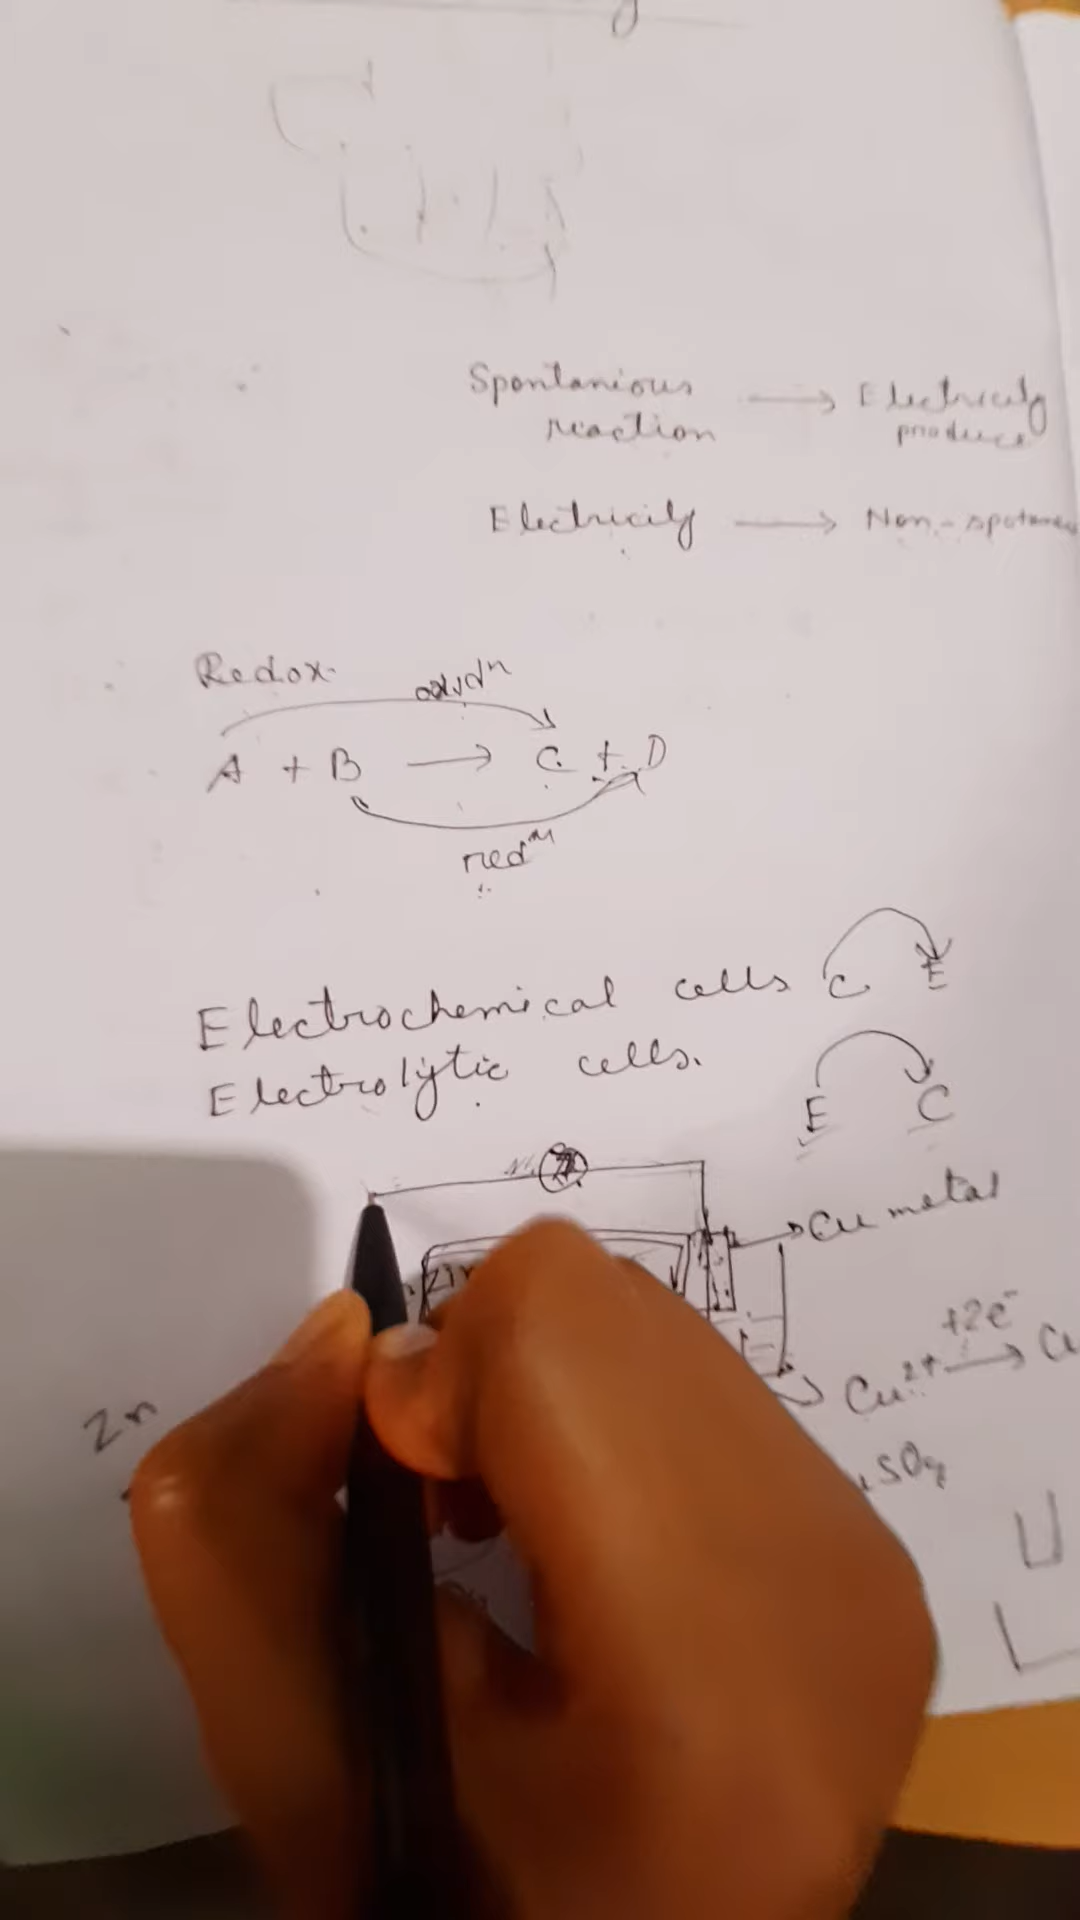 Spontanious → Electricity
reaction produce
Electricity → Non-spotane
Redox.
oxidn
A + B → C + D
redn
Electrochemical cells C E
Electrolytic cells. E C
Cu metal
Zn
Cu²⁺ +2e⁻ → Cu
SO₄